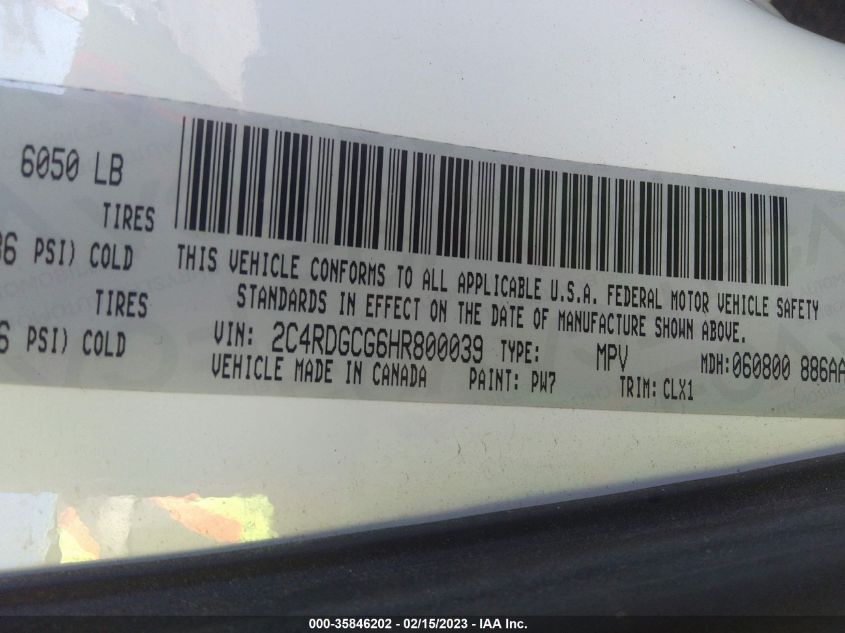 6050 LB
TIRES
36 PSI) COLD
THIS VEHICLE CONFORMS TO ALL APPLICABLE U.S.A. FEDERAL MOTOR VEHICLE SAFETY
TIRES
STANDARDS IN EFFECT ON THE DATE OF MANUFACTURE SHOWN ABOVE.
6 PSI) COLD
VIN: 2C4RDGCG6HR800039 TYPE: MPV MDH:060800 886AA
VEHICLE MADE IN CANADA PAINT: PW7 TRIM: CLX1
000-35846202 - 02/15/2023 - IAA Inc.